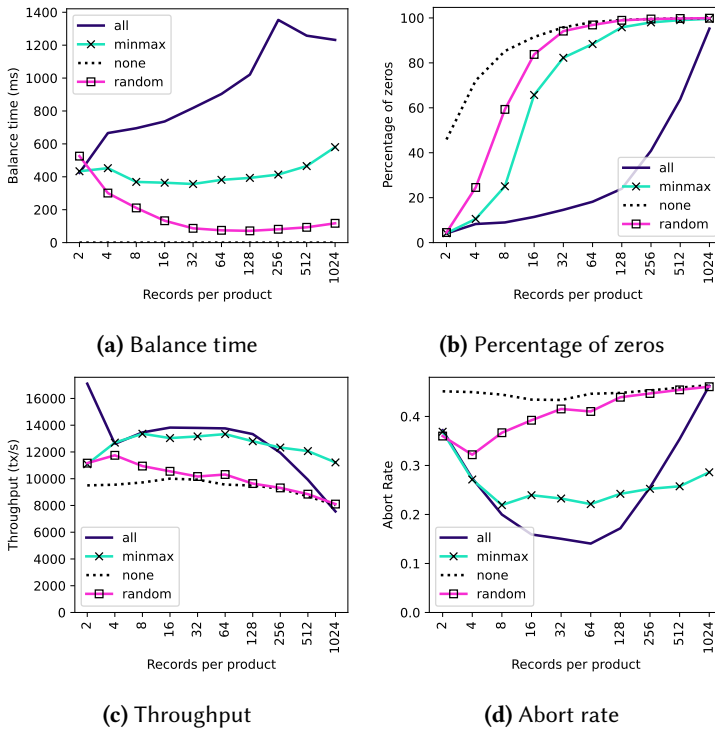 1400
1200
1000
800
600
400
200
0
Balance time (ms)
all
minmax
none
random
2
4
8
16
32
64
128
256
512
1024
Records per product
(a) Balance time
100
80
60
40
20
0
Percentage of zeros
all
minmax
none
random
2
4
8
16
32
64
128
256
512
1024
Records per product
(b) Percentage of zeros
16000
14000
12000
10000
8000
6000
4000
2000
0
Throughput (tx/s)
all
minmax
none
random
2
4
8
16
32
64
128
256
512
1024
Records per product
(c) Throughput
0.4
0.3
0.2
0.1
0.0
Abort Rate
all
minmax
none
random
2
4
8
16
32
64
128
256
512
1024
Records per product
(d) Abort rate